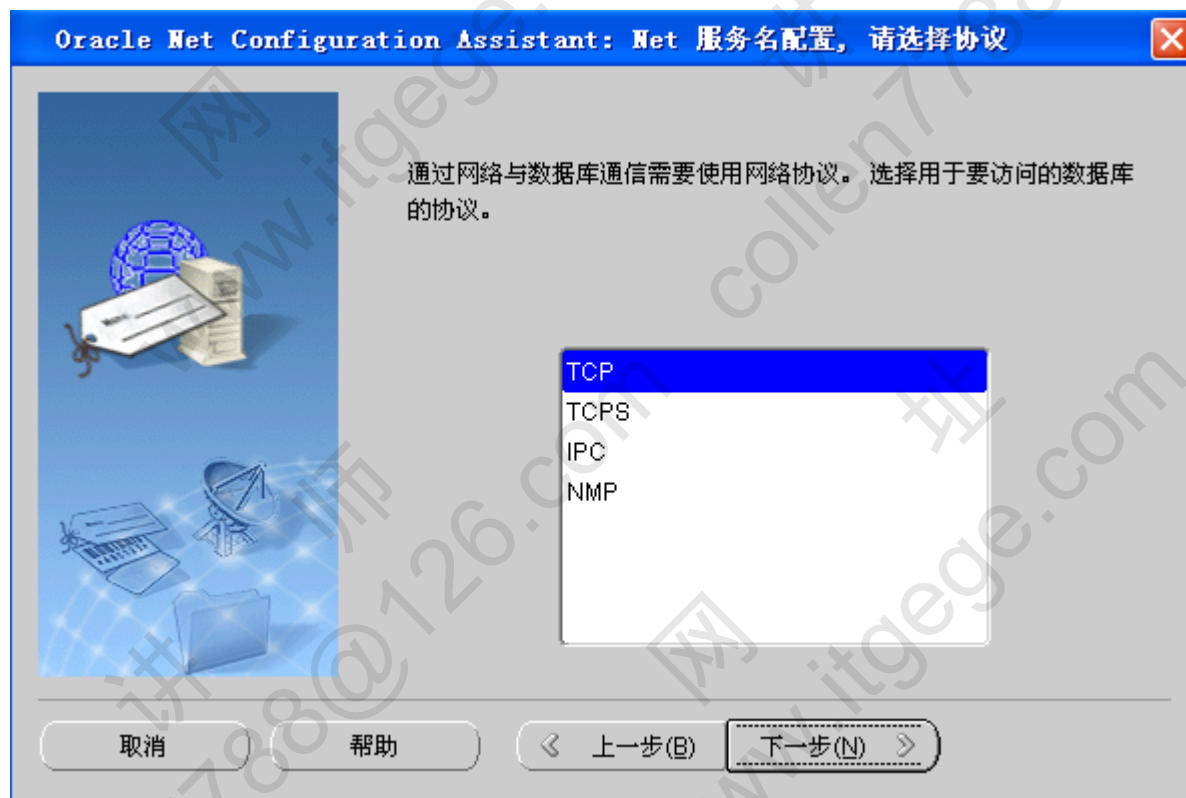 Oracle Net Configuration Assistant: Net 服务名配置, 请选择协议
通过网络与数据库通信需要使用网络协议。 选择用于要访问的数据库
的协议。
TCP
TCPS
IPC
NMP
取消
帮助
上一步(B)
下一步(N)